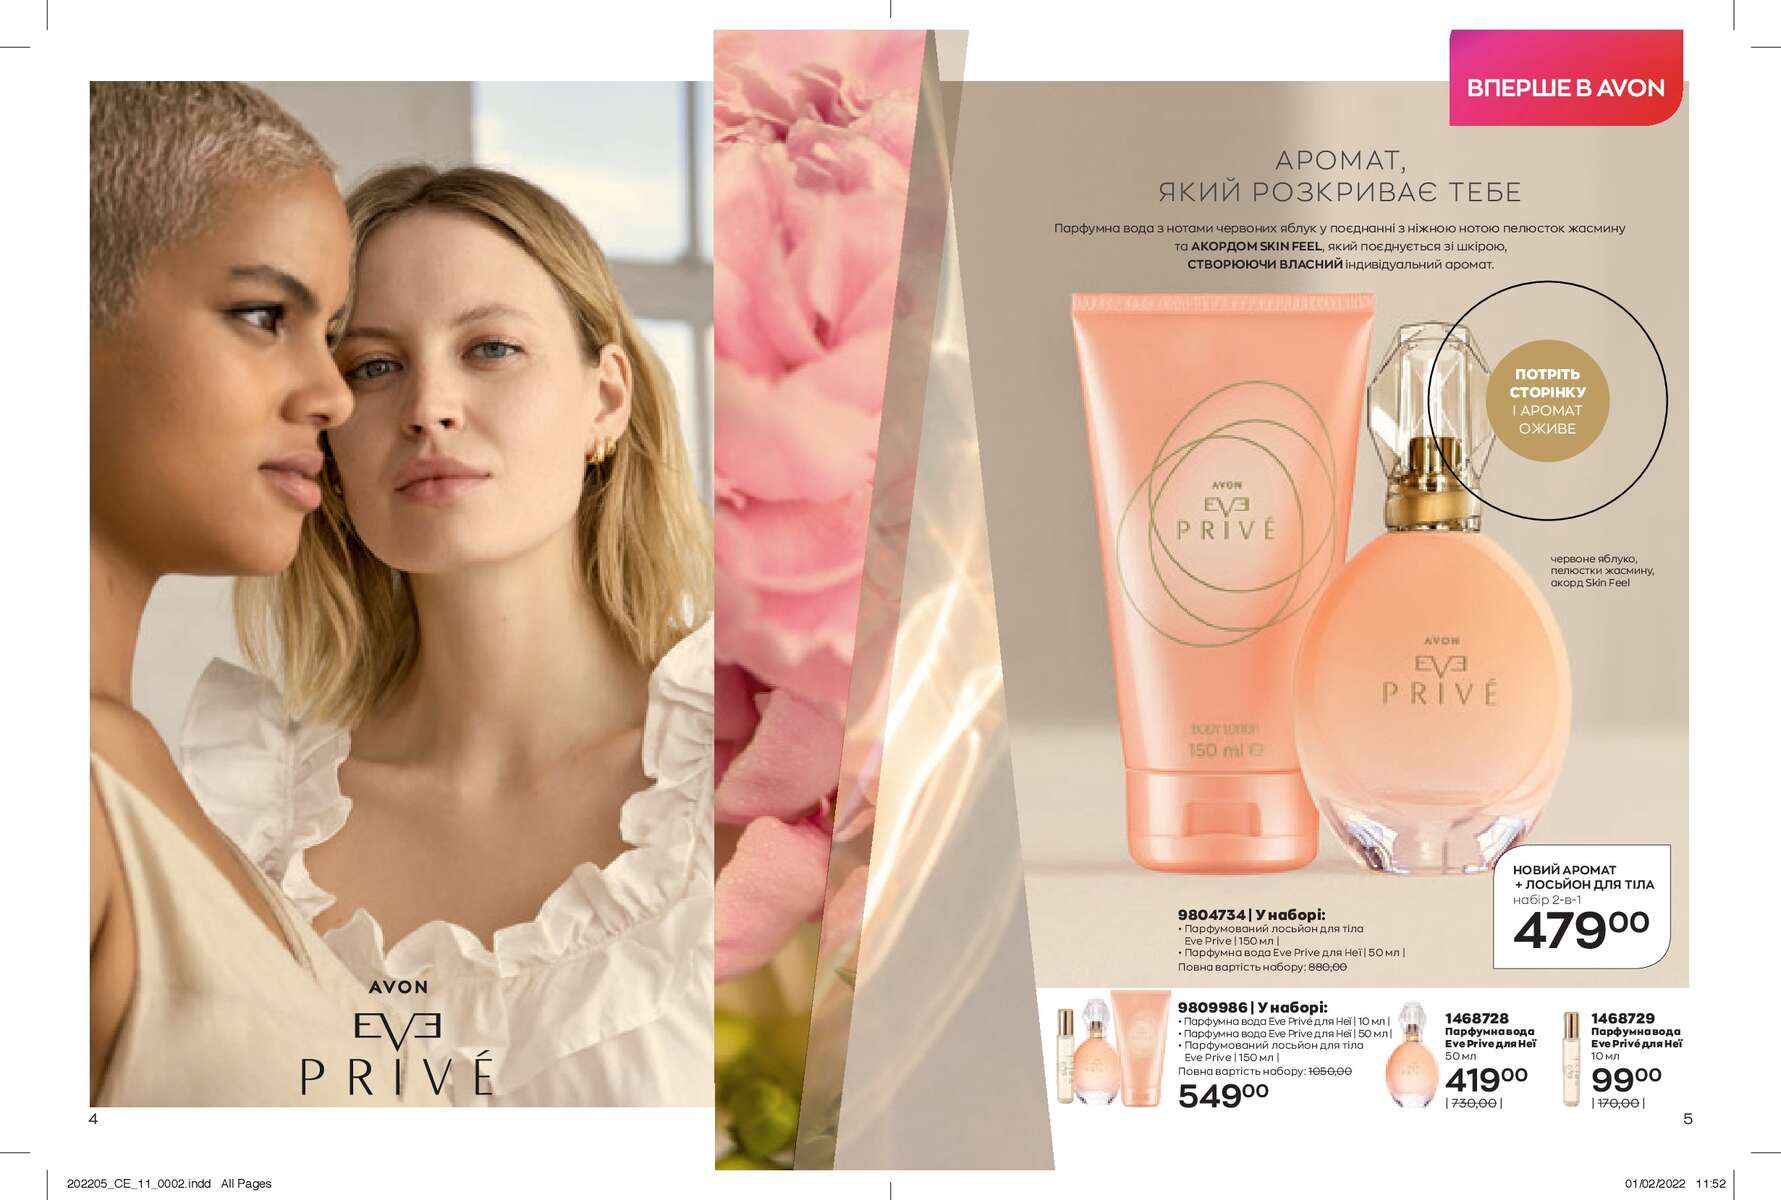 ВПЕРШЕ В AVON
АРОМАТ,
ЯКИЙ РОЗКРИВАЄ ТЕБЕ
Парфумна вода з нотами червоних яблук у поєднанні з ніжною нотою пелюсток жасмину
та АКОРДОМ SKIN FEEL, який поєднується зі шкірою,
СТВОРЮЮЧИ ВЛАСНИЙ індивідуальний аромат.
ПОТРІТЬ
СТОРІНКУ
І АРОМАТ
ОЖИВЕ
AVON
EVE
PRIVÉ
BODY LOTION
150 ml e
AVON
EVE
PRIVÉ
червоне яблуко,
пелюстки жасмину,
акорд Skin Feel
НОВИЙ АРОМАТ
+ ЛОСЬЙОН ДЛЯ ТІЛА
набір 2-в-1
479⁰⁰
9804734 | У наборі:
• Парфумований лосьйон для тіла
Eve Prive | 150 мл |
• Парфумна вода Eve Prive для Неї | 50 мл |
Повна вартість набору: 880,00
9809986 | У наборі:
• Парфумна вода Eve Privé для Неї | 10 мл |
• Парфумна вода Eve Prive для Неї | 50 мл |
• Парфумований лосьйон для тіла
Eve Prive | 150 мл |
Повна вартість набору: 1050,00
549⁰⁰
1468728
Парфумна вода
Eve Prive для Неї
50 мл
419⁰⁰
| 730,00 |
1468729
Парфумна вода
Eve Privé для Неї
10 мл
99⁰⁰
| 170,00 |
AVON
EVE
PRIVÉ
4
5
202205_CE_11_0002.indd All Pages
01/02/2022 11:52